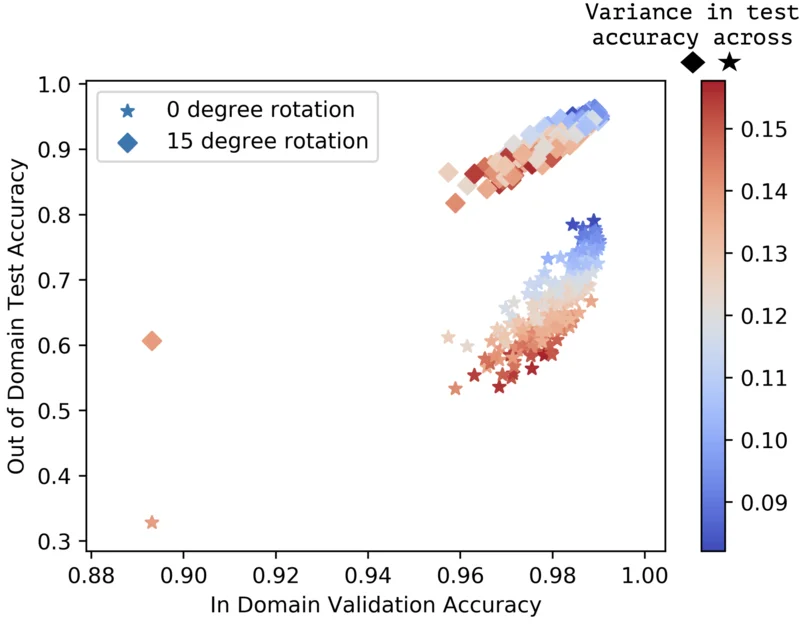 Variance in test
accuracy across
1.0
0.9
0.8
0.7
0.6
0.5
0.4
0.3
Out of Domain Test Accuracy
0 degree rotation
15 degree rotation
0.15
0.14
0.13
0.12
0.11
0.10
0.09
0.88 0.90 0.92 0.94 0.96 0.98 1.00
In Domain Validation Accuracy